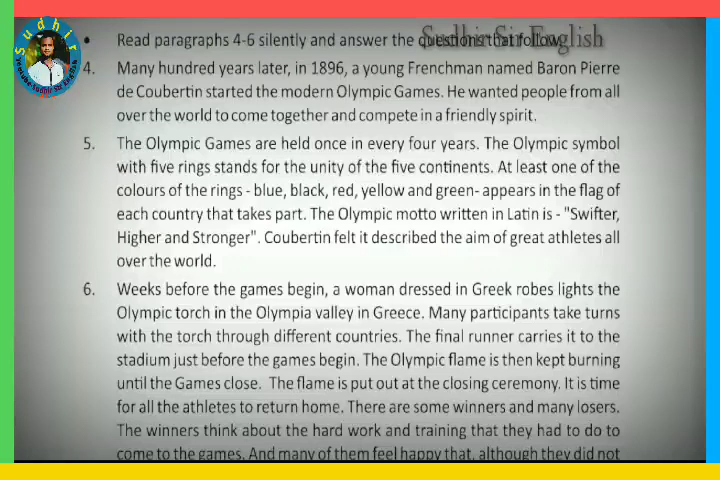 Sudhir
Youtube-Sudhir Sir English
Sudhir Sir English
• Read paragraphs 4-6 silently and answer the questions that follow.
4. Many hundred years later, in 1896, a young Frenchman named Baron Pierre
de Coubertin started the modern Olympic Games. He wanted people from all
over the world to come together and compete in a friendly spirit.
5. The Olympic Games are held once in every four years. The Olympic symbol
with five rings stands for the unity of the five continents. At least one of the
colours of the rings - blue, black, red, yellow and green- appears in the flag of
each country that takes part. The Olympic motto written in Latin is - "Swifter,
Higher and Stronger". Coubertin felt it described the aim of great athletes all
over the world.
6. Weeks before the games begin, a woman dressed in Greek robes lights the
Olympic torch in the Olympia valley in Greece. Many participants take turns
with the torch through different countries. The final runner carries it to the
stadium just before the games begin. The Olympic flame is then kept burning
until the Games close. The flame is put out at the closing ceremony. It is time
for all the athletes to return home. There are some winners and many losers.
The winners think about the hard work and training that they had to do to
come to the games. And many of them feel happy that, although they did not